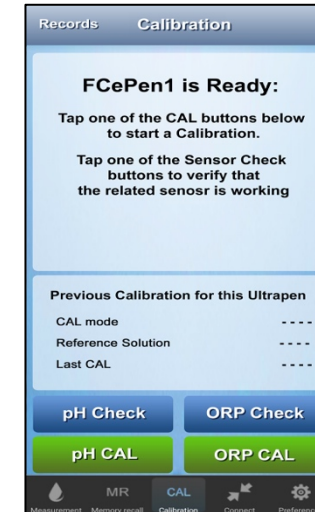 Records Calibration
FCePen1 is Ready:
Tap one of the CAL buttons below
to start a Calibration.
Tap one of the Sensor Check
buttons to verify that
the related senosr is working
Previous Calibration for this Ultrapen
CAL mode - - - -
Reference Solution - - - -
Last CAL - - - -
pH Check ORP Check
pH CAL ORP CAL
MR CAL
Measurement Memory recall Calibration Connect Preference